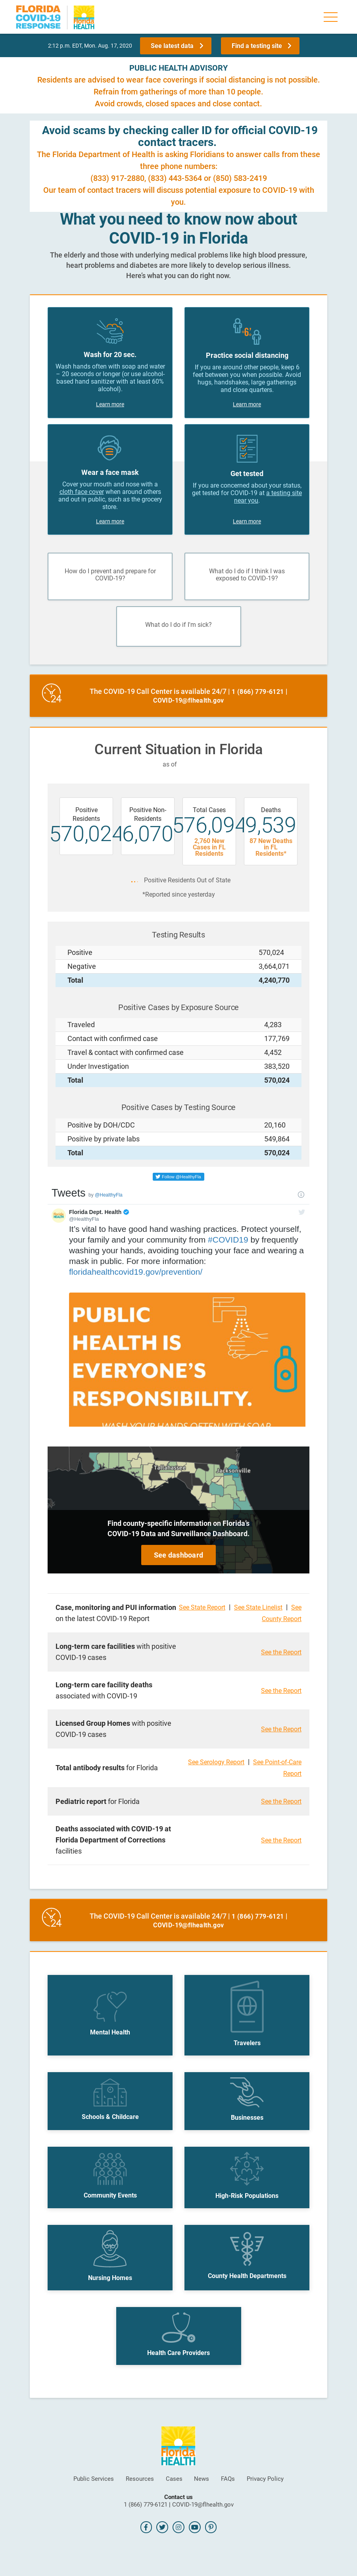 FLORIDA
COVID-19
RESPONSE
Florida
HEALTH
2:12 p.m. EDT, Mon. Aug. 17, 2020
See latest data
Find a testing site
PUBLIC HEALTH ADVISORY
Residents are advised to wear face coverings if social distancing is not possible.
Refrain from gatherings of more than 10 people.
Avoid crowds, closed spaces and close contact.
Avoid scams by checking caller ID for official COVID-19
contact tracers.
The Florida Department of Health is asking Floridians to answer calls from these
three phone numbers:
(833) 917-2880, (833) 443-5364 or (850) 583-2419
Our team of contact tracers will discuss potential exposure to COVID-19 with
you.
What you need to know now about
COVID-19 in Florida
The elderly and those with underlying medical problems like high blood pressure,
heart problems and diabetes are more likely to develop serious illness.
Here's what you can do right now.
Wash for 20 sec.
Wash hands often with soap and water
– 20 seconds or longer (or use alcohol-
based hand sanitizer with at least 60%
alcohol).
Learn more
6'
Practice social distancing
If you are around other people, keep 6
feet between you when possible. Avoid
hugs, handshakes, large gatherings
and close quarters.
Learn more
Wear a face mask
Cover your mouth and nose with a
cloth face cover when around others
and out in public, such as the grocery
store.
Learn more
Get tested
If you are concerned about your status,
get tested for COVID-19 at a testing site
near you.
Learn more
How do I prevent and prepare for
COVID-19?
What do I do if I think I was
exposed to COVID-19?
What do I do if I'm sick?
24
The COVID-19 Call Center is available 24/7 | 1 (866) 779-6121 |
COVID-19@flhealth.gov
Current Situation in Florida
as of
Positive
Residents
570,024
Positive Non-
Residents
6,070
Total Cases
576,094
2,760 New
Cases in FL
Residents
Deaths
9,539
87 New Deaths
in FL
Residents*
Positive Residents Out of State
*Reported since yesterday
Testing Results
Positive 570,024
Negative 3,664,071
Total 4,240,770
Positive Cases by Exposure Source
Traveled 4,283
Contact with confirmed case 177,769
Travel & contact with confirmed case 4,452
Under Investigation 383,520
Total 570,024
Positive Cases by Testing Source
Positive by DOH/CDC 20,160
Positive by private labs 549,864
Total 570,024
Follow @HealthyFla
Tweets by @HealthyFla
Florida Dept. Health
@HealthyFla
It's vital to have good hand washing practices. Protect yourself,
your family and your community from #COVID19 by frequently
washing your hands, avoiding touching your face and wearing a
mask in public. For more information:
floridahealthcovid19.gov/prevention/
PUBLIC
HEALTH IS
EVERYONE'S
RESPONSIBILITY.
WASH YOUR HANDS OFTEN WITH SOAP
Tallahassee
Jacksonville
Find county-specific information on Florida's
COVID-19 Data and Surveillance Dashboard.
See dashboard
Case, monitoring and PUI information
on the latest COVID-19 Report
See State Report | See State Linelist | See
County Report
Long-term care facilities with positive
COVID-19 cases
See the Report
Long-term care facility deaths
associated with COVID-19
See the Report
Licensed Group Homes with positive
COVID-19 cases
See the Report
Total antibody results for Florida
See Serology Report | See Point-of-Care
Report
Pediatric report for Florida
See the Report
Deaths associated with COVID-19 at
Florida Department of Corrections
facilities
See the Report
24
The COVID-19 Call Center is available 24/7 | 1 (866) 779-6121 |
COVID-19@flhealth.gov
Mental Health
Travelers
Schools & Childcare
Businesses
Community Events
High-Risk Populations
Nursing Homes
County Health Departments
Health Care Providers
Florida
HEALTH
Public Services Resources Cases News FAQs Privacy Policy
Contact us
1 (866) 779-6121 | COVID-19@flhealth.gov